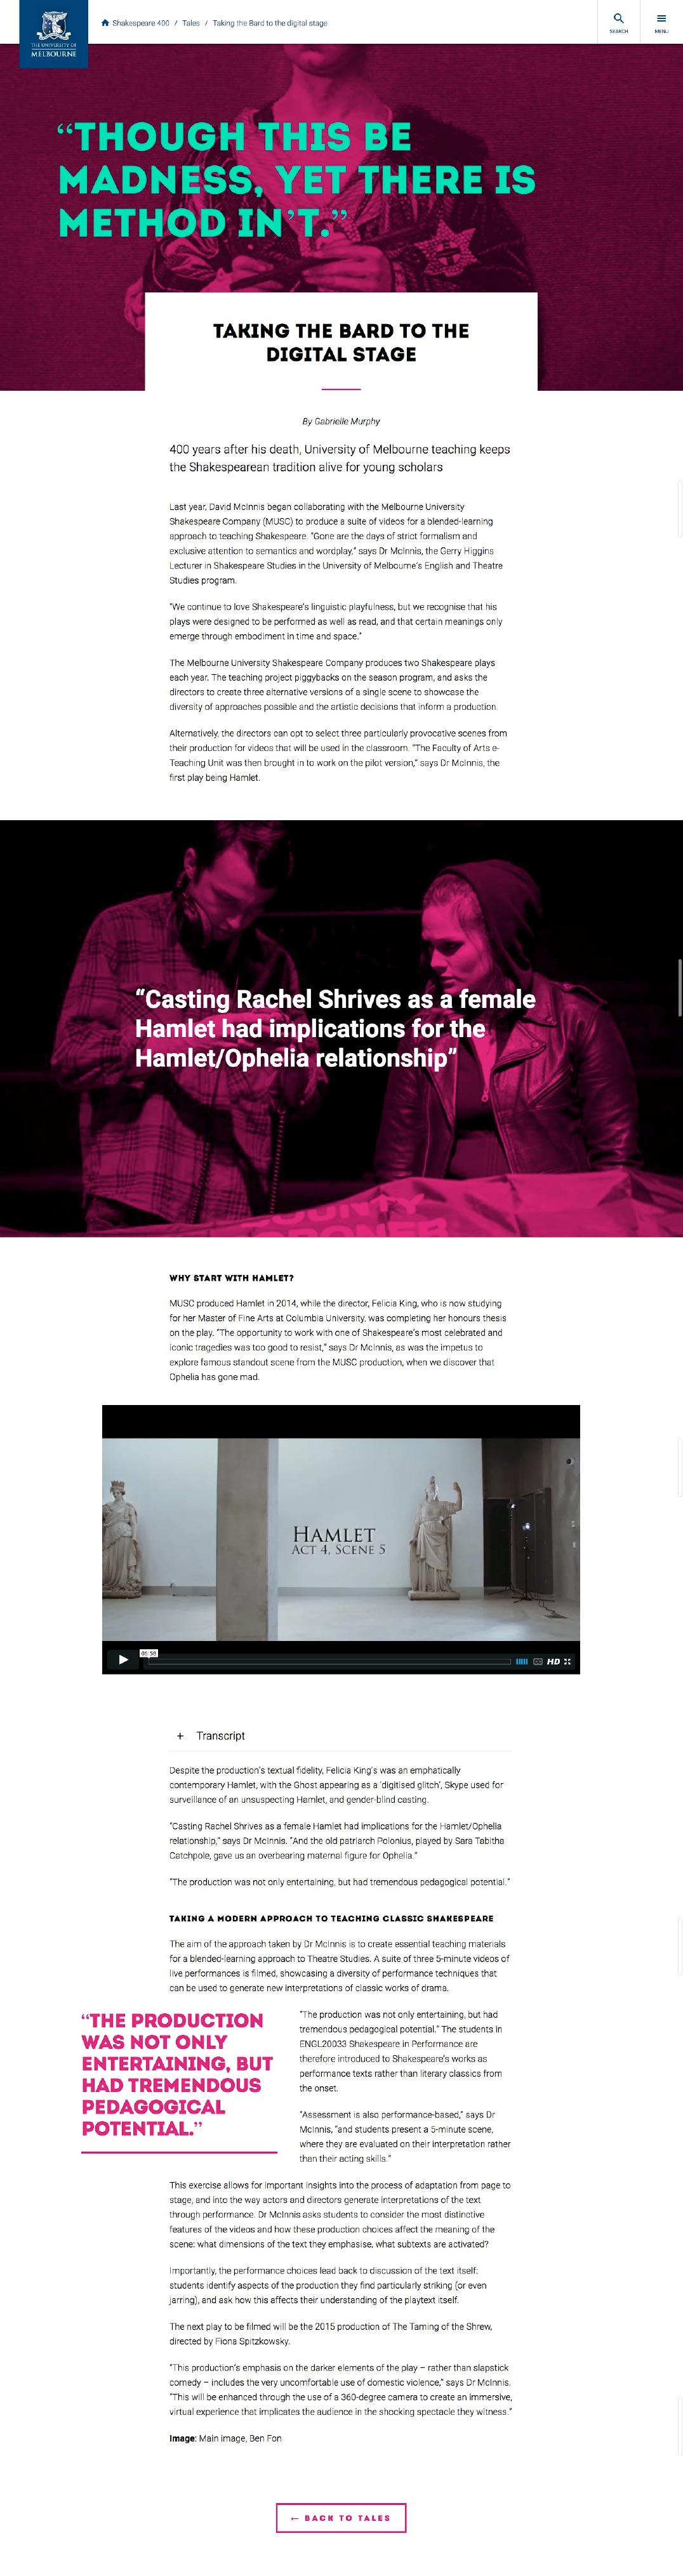 THE UNIVERSITY OF
MELBOURNE
Shakespeare 400 / Tales / Taking the Bard to the digital stage
SEARCH
MENU
“THOUGH THIS BE
MADNESS, YET THERE IS
METHOD IN’T.”
TAKING THE BARD TO THE
DIGITAL STAGE
By Gabrielle Murphy
400 years after his death, University of Melbourne teaching keeps
the Shakespearean tradition alive for young scholars
Last year, David McInnis began collaborating with the Melbourne University
Shakespeare Company (MUSC) to produce a suite of videos for a blended-learning
approach to teaching Shakespeare. “Gone are the days of strict formalism and
exclusive attention to semantics and wordplay,” says Dr McInnis, the Gerry Higgins
Lecturer in Shakespeare Studies in the University of Melbourne’s English and Theatre
Studies program.
“We continue to love Shakespeare’s linguistic playfulness, but we recognise that his
plays were designed to be performed as well as read, and that certain meanings only
emerge through embodiment in time and space.”
The Melbourne University Shakespeare Company produces two Shakespeare plays
each year. The teaching project piggybacks on the season program, and asks the
directors to create three alternative versions of a single scene to showcase the
diversity of approaches possible and the artistic decisions that inform a production.
Alternatively, the directors can opt to select three particularly provocative scenes from
their production for videos that will be used in the classroom. “The Faculty of Arts e-
Teaching Unit was then brought in to work on the pilot version,” says Dr McInnis, the
first play being Hamlet.
“Casting Rachel Shrives as a female
Hamlet had implications for the
Hamlet/Ophelia relationship”
COUNTY
CORONER
WHY START WITH HAMLET?
MUSC produced Hamlet in 2014, while the director, Felicia King, who is now studying
for her Master of Fine Arts at Columbia University, was completing her honours thesis
on the play. “The opportunity to work with one of Shakespeare’s most celebrated and
iconic tragedies was too good to resist,” says Dr McInnis, as was the impetus to
explore famous standout scene from the MUSC production, when we discover that
Ophelia has gone mad.
HAMLET
ACT 4, SCENE 5
06:50
HD
+ Transcript
Despite the production’s textual fidelity, Felicia King’s was an emphatically
contemporary Hamlet, with the Ghost appearing as a ‘digitised glitch’, Skype used for
surveillance of an unsuspecting Hamlet, and gender-blind casting.
“Casting Rachel Shrives as a female Hamlet had implications for the Hamlet/Ophelia
relationship,” says Dr McInnis. “And the old patriarch Polonius, played by Sara Tabitha
Catchpole, gave us an overbearing maternal figure for Ophelia.”
“The production was not only entertaining, but had tremendous pedagogical potential.”
TAKING A MODERN APPROACH TO TEACHING CLASSIC SHAKESPEARE
The aim of the approach taken by Dr McInnis is to create essential teaching materials
for a blended-learning approach to Theatre Studies. A suite of three 5-minute videos of
live performances is filmed, showcasing a diversity of performance techniques that
can be used to generate new interpretations of classic works of drama.
“THE PRODUCTION
WAS NOT ONLY
ENTERTAINING, BUT
HAD TREMENDOUS
PEDAGOGICAL
POTENTIAL.”
“The production was not only entertaining, but had
tremendous pedagogical potential.” The students in
ENGL20033 Shakespeare in Performance are
therefore introduced to Shakespeare’s works as
performance texts rather than literary classics from
the onset.
“Assessment is also performance-based,” says Dr
McInnis, “and students present a 5-minute scene,
where they are evaluated on their interpretation rather
than their acting skills.”
This exercise allows for important insights into the process of adaptation from page to
stage, and into the way actors and directors generate interpretations of the text
through performance. Dr McInnis asks students to consider the most distinctive
features of the videos and how these production choices affect the meaning of the
scene: what dimensions of the text they emphasise, what subtexts are activated?
Importantly, the performance choices lead back to discussion of the text itself:
students identify aspects of the production they find particularly striking (or even
jarring), and ask how this affects their understanding of the playtext itself.
The next play to be filmed will be the 2015 production of The Taming of the Shrew,
directed by Fiona Spitzkowsky.
“This production’s emphasis on the darker elements of the play – rather than slapstick
comedy – includes the very uncomfortable use of domestic violence,” says Dr McInnis.
“This will be enhanced through the use of a 360-degree camera to create an immersive,
virtual experience that implicates the audience in the shocking spectacle they witness.”
Image: Main image, Ben Fon
← BACK TO TALES